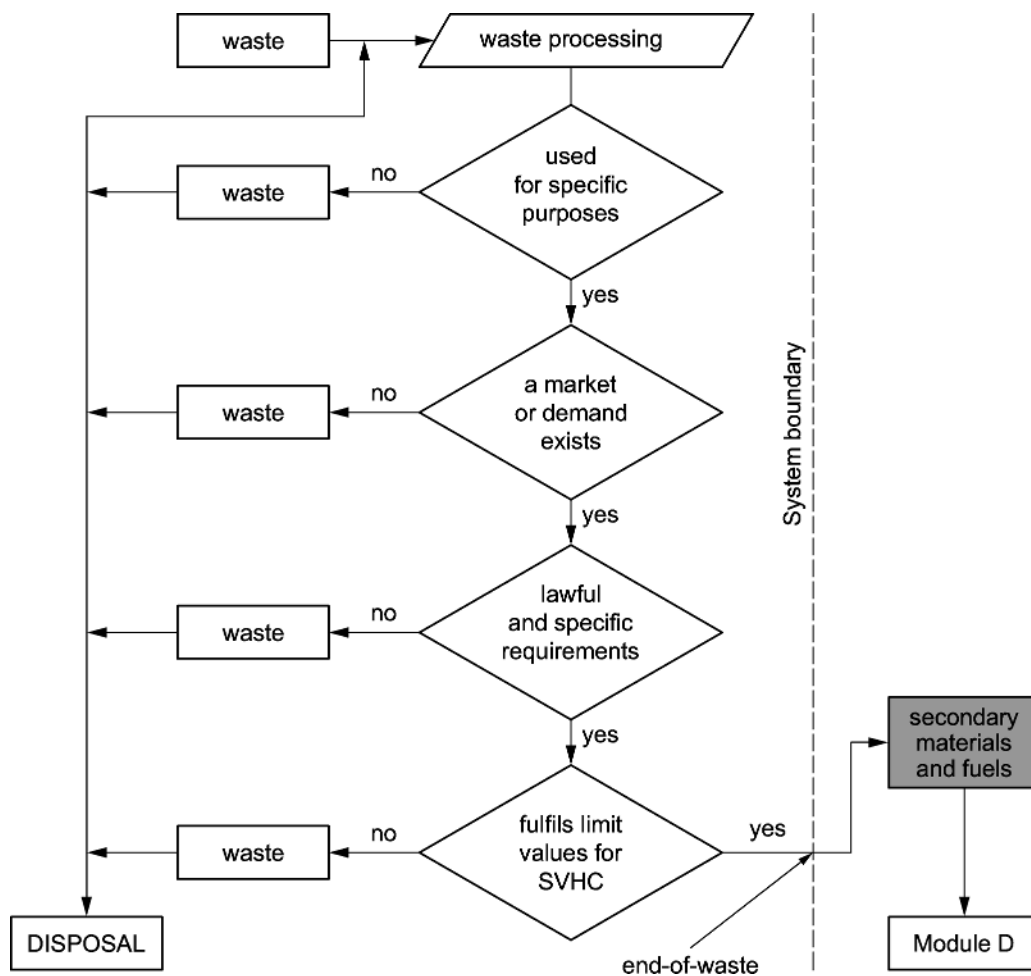 waste
waste processing
used
for specific
purposes
no
waste
yes
a market
or demand
exists
no
waste
yes
System boundary
lawful
and specific
requirements
no
waste
yes
secondary
materials
and fuels
fulfils limit
values for
SVHC
no
waste
yes
DISPOSAL
end-of-waste
Module D